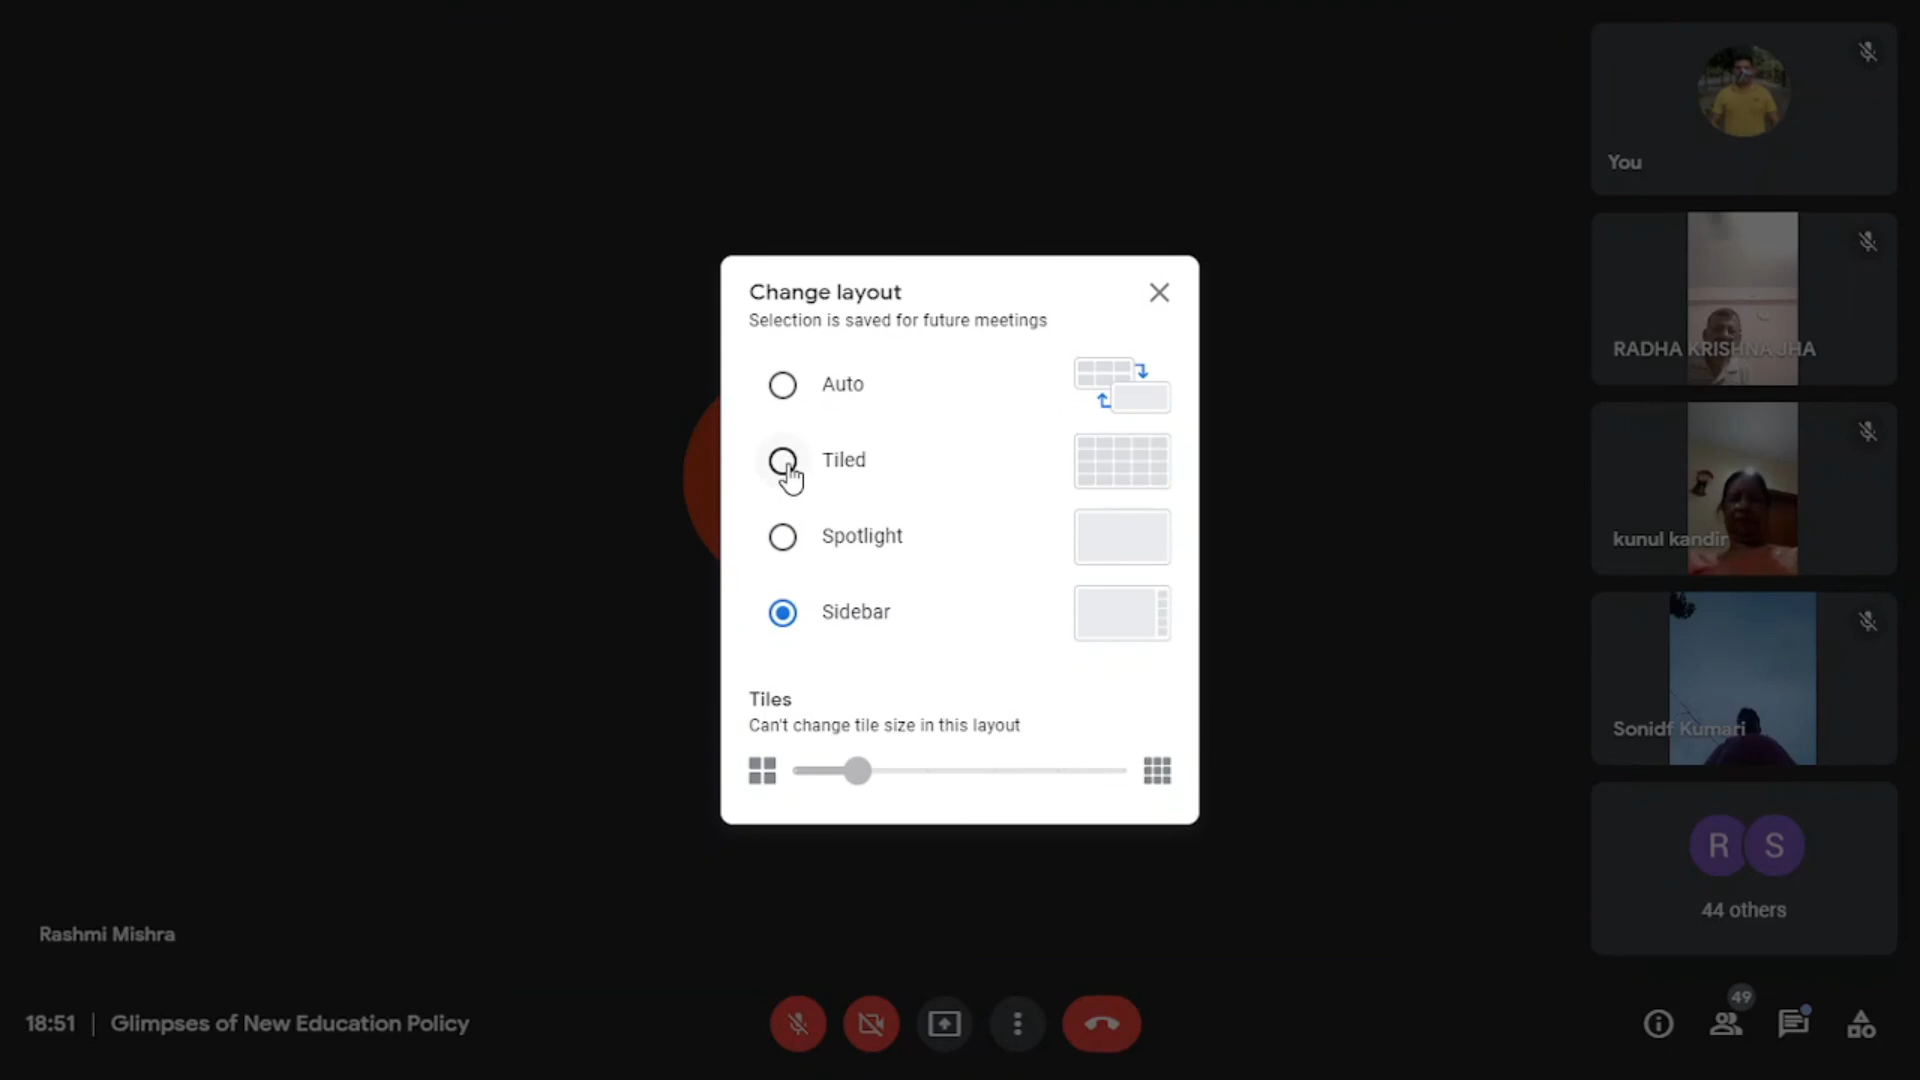 You
RADHA KRISHNA JHA
kunul kandir
Sonidf Kumari
R S
44 others
Change layout
Selection is saved for future meetings
Auto
Tiled
Spotlight
Sidebar
Tiles
Can't change tile size in this layout
Rashmi Mishra
18:51 | Glimpses of New Education Policy
49